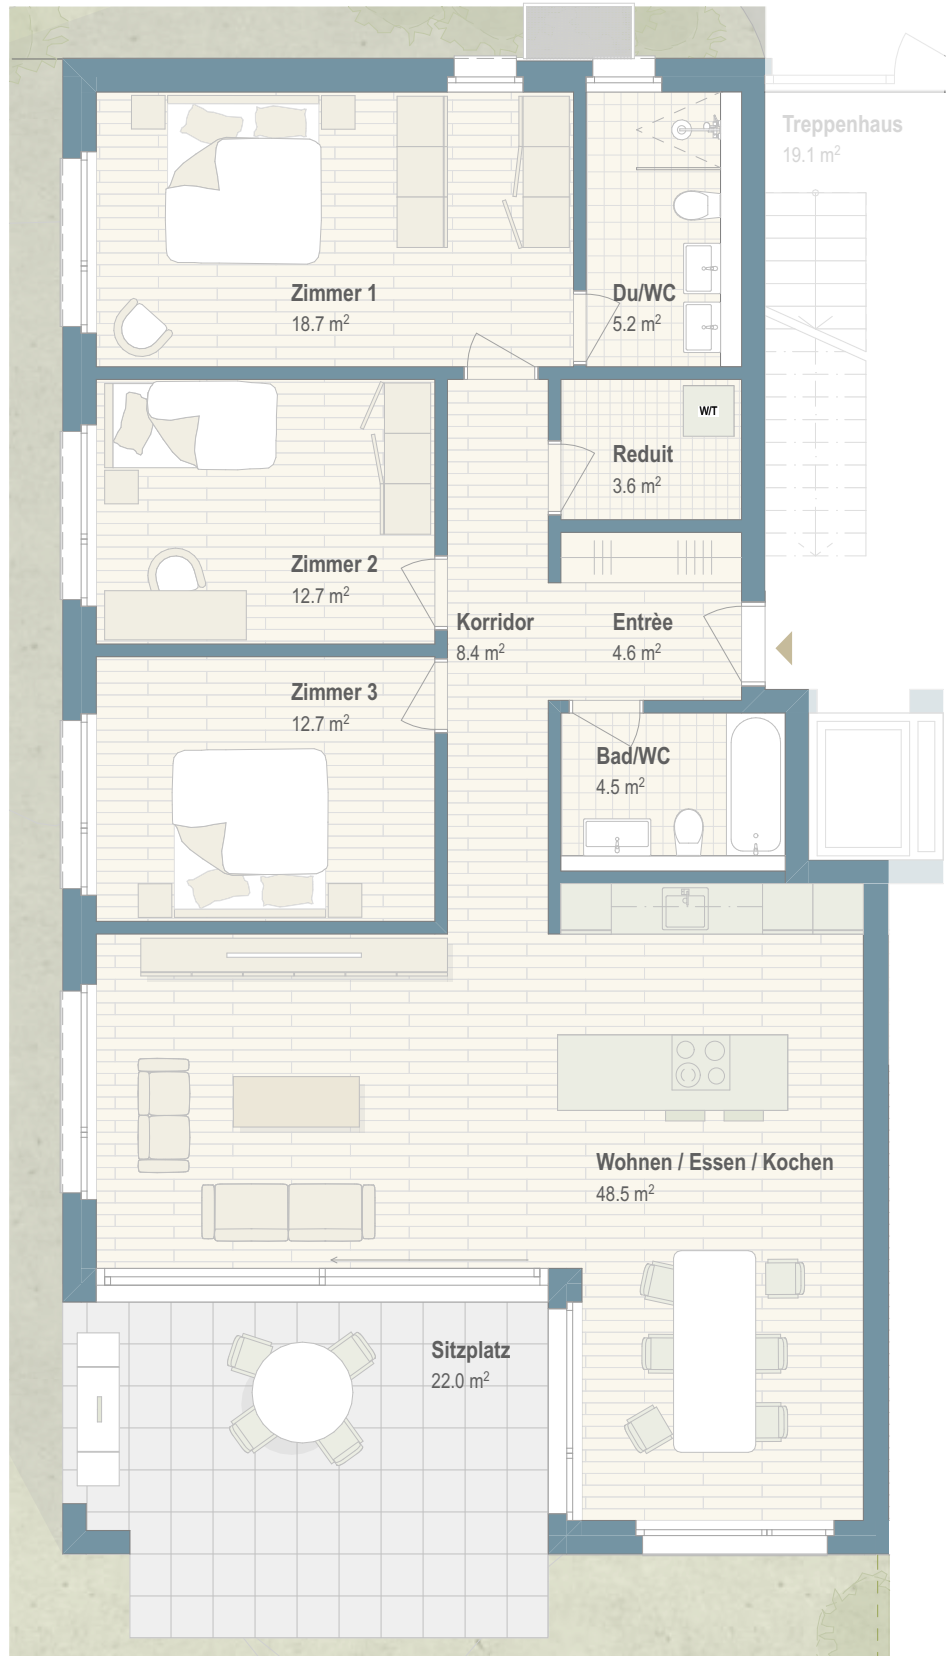 Treppenhaus
19.1 m²
Zimmer 1
18.7 m²
Du/WC
5.2 m²
W/T
Reduit
3.6 m²
Zimmer 2
12.7 m²
Korridor
8.4 m²
Entrèe
4.6 m²
Zimmer 3
12.7 m²
Bad/WC
4.5 m²
Wohnen / Essen / Kochen
48.5 m²
Sitzplatz
22.0 m²